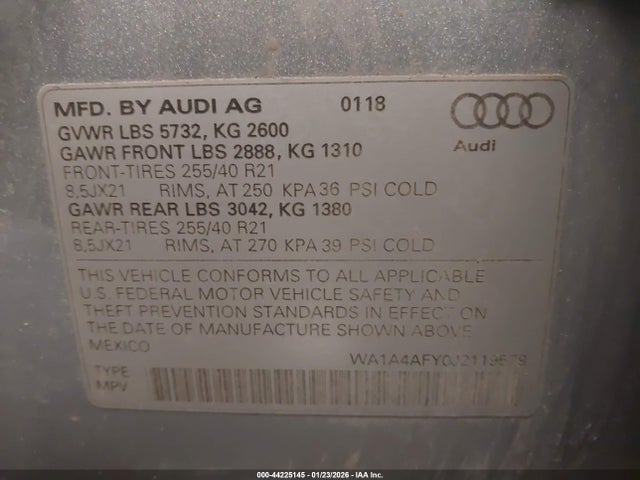 MFD. BY AUDI AG 0118
GVWR LBS 5732, KG 2600
GAWR FRONT LBS 2888, KG 1310
FRONT-TIRES 255/40 R21
8,5JX21 RIMS, AT 250 KPA 36 PSI COLD
GAWR REAR LBS 3042, KG 1380
REAR-TIRES 255/40 R21
8,5JX21 RIMS, AT 270 KPA 39 PSI COLD
Audi
THIS VEHICLE CONFORMS TO ALL APPLICABLE
U.S. FEDERAL MOTOR VEHICLE SAFETY AND
THEFT PREVENTION STANDARDS IN EFFECT ON
THE DATE OF MANUFACTURE SHOWN ABOVE.
MEXICO
WA1A4AFY0J2119579
TYPE
MPV
000-44225145 - 01/23/2026 - IAA Inc.